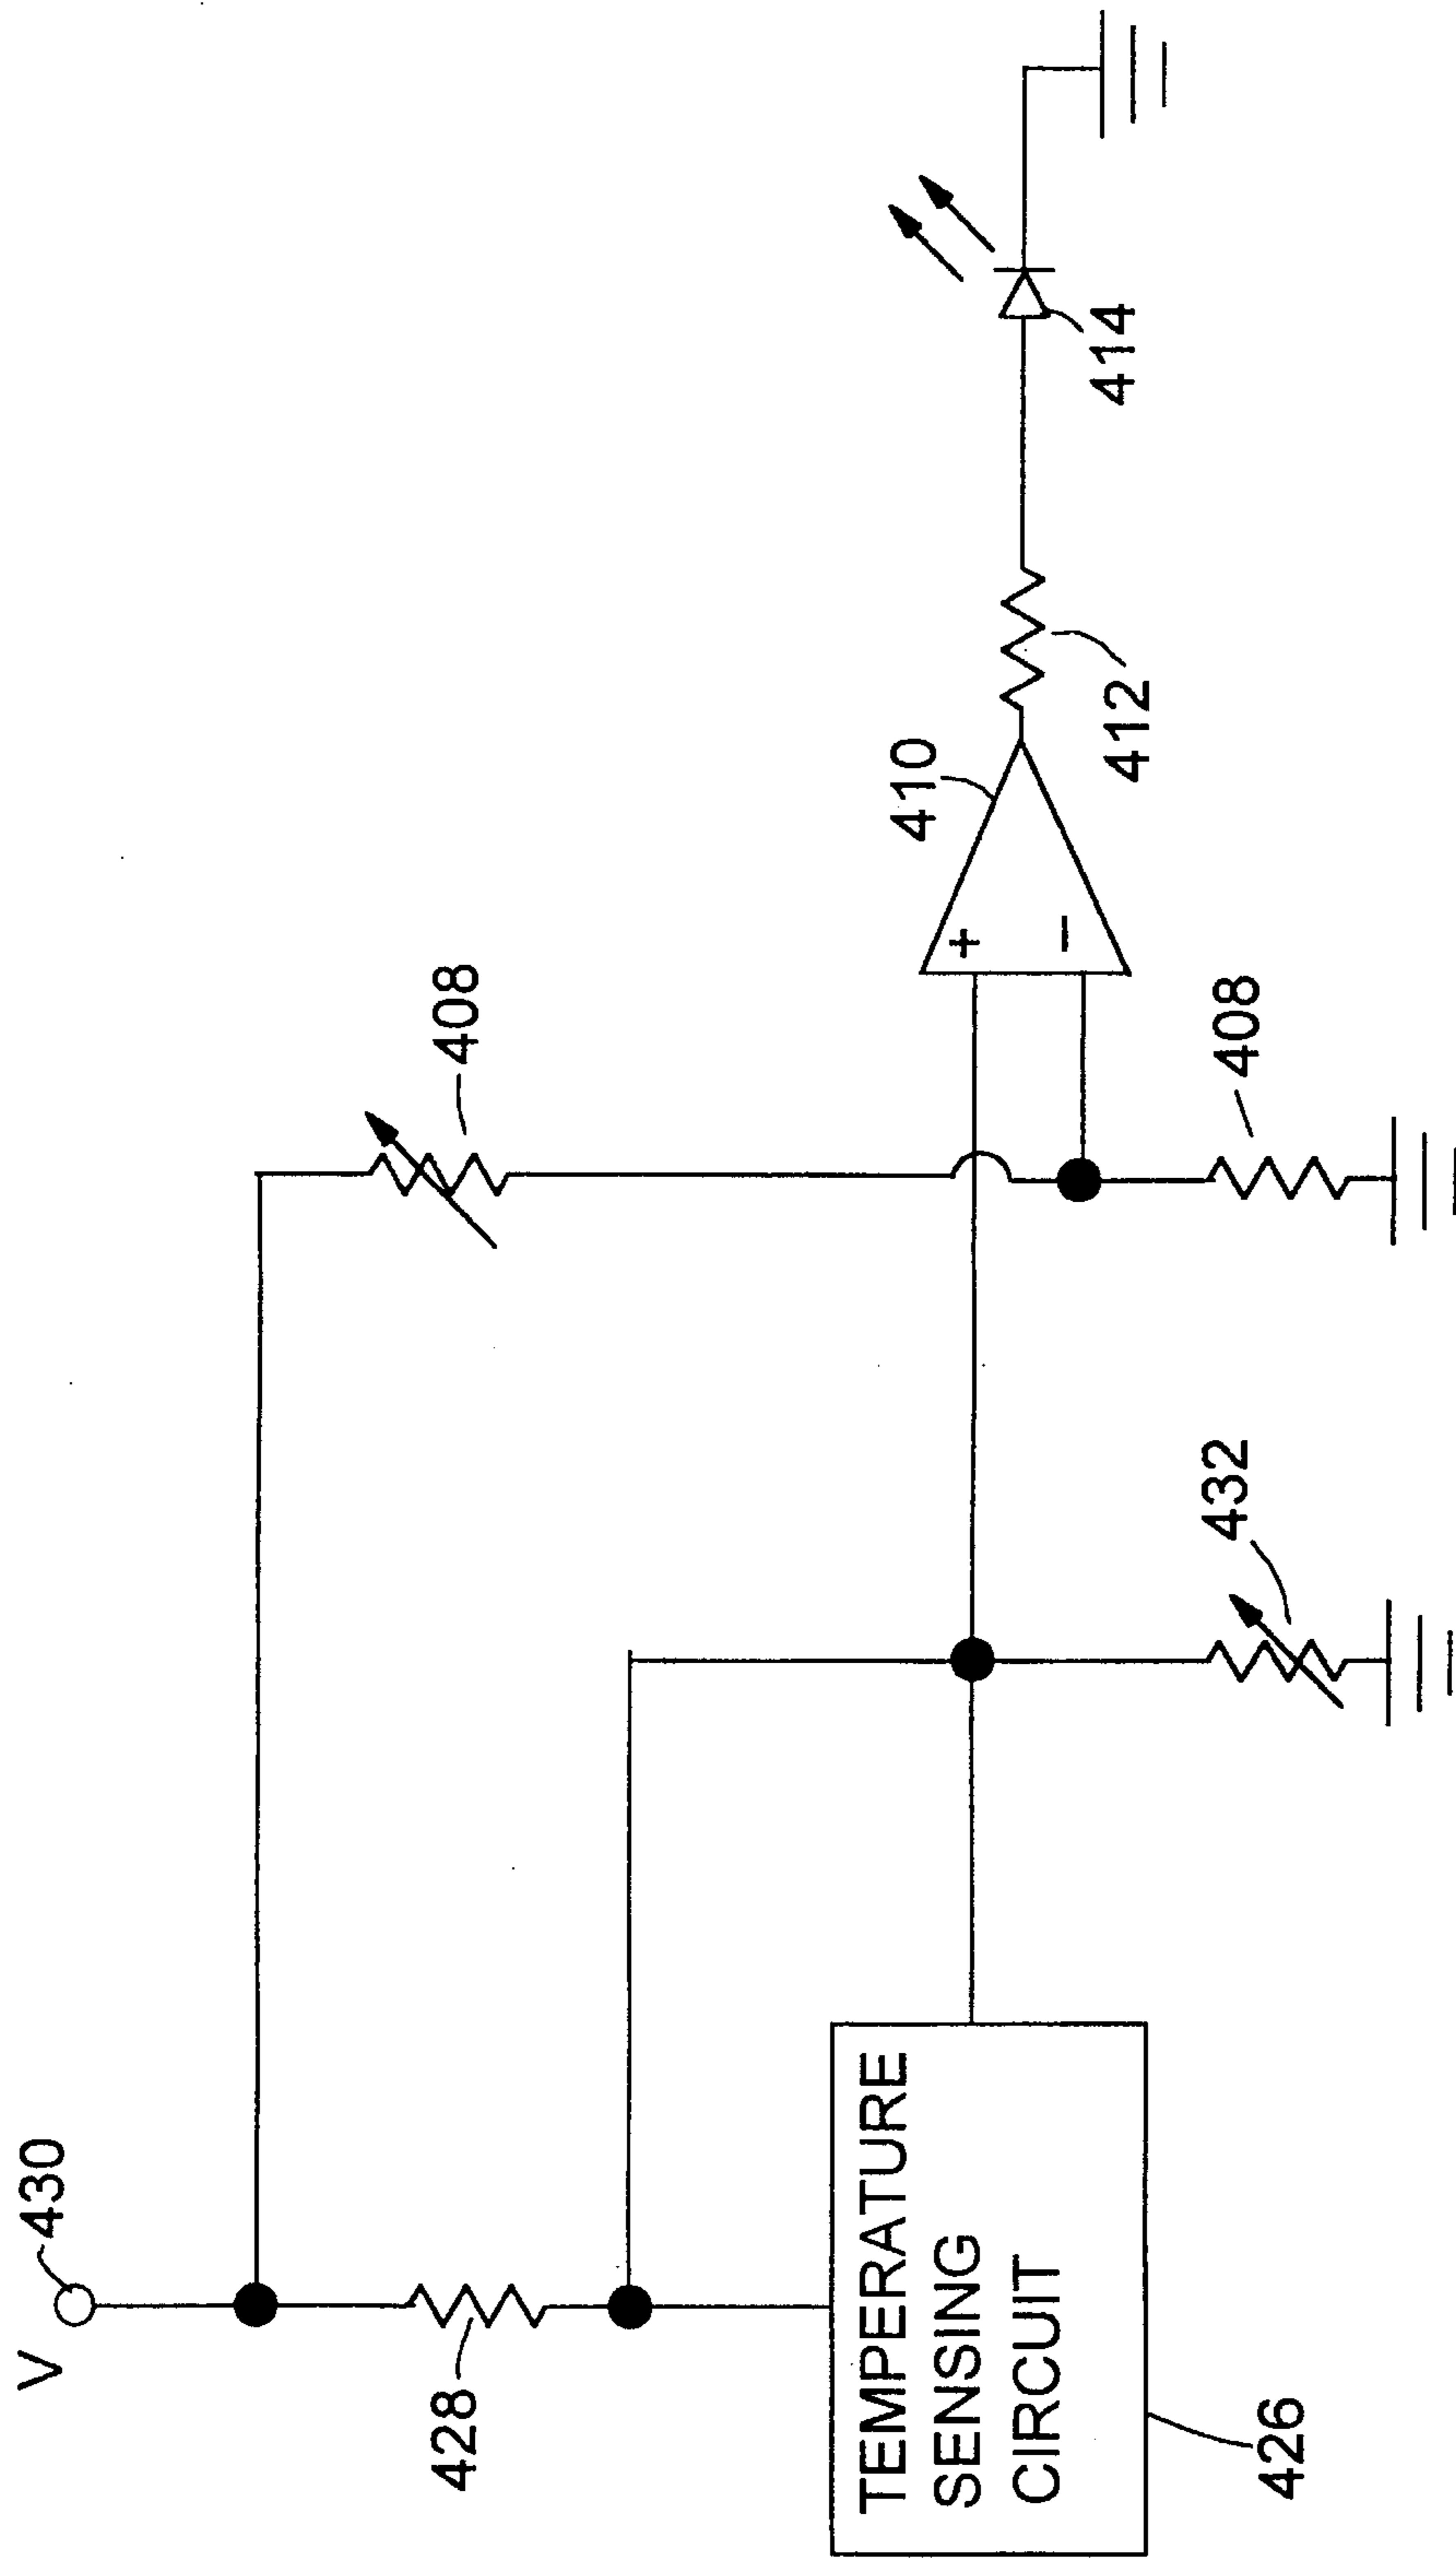 V
430
428
TEMPERATURE
SENSING
CIRCUIT
426
432
408
408
+
−
410
412
414